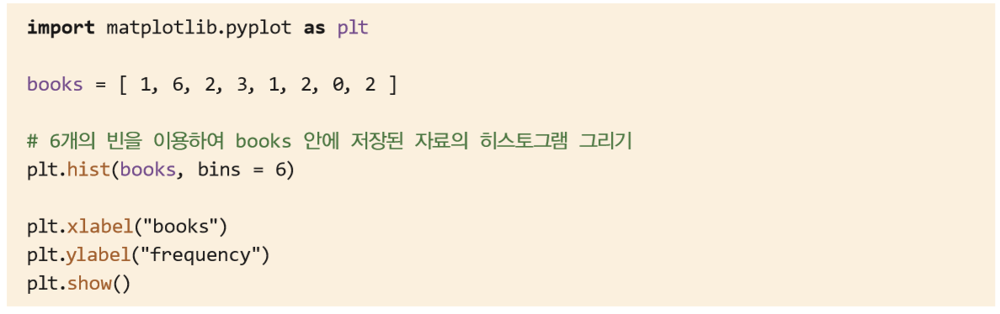 import matplotlib.pyplot as plt
books = [ 1, 6, 2, 3, 1, 2, 0, 2 ]
# 6개의 빈을 이용하여 books 안에 저장된 자료의 히스토그램 그리기
plt.hist(books, bins = 6)
plt.xlabel("books")
plt.ylabel("frequency")
plt.show()